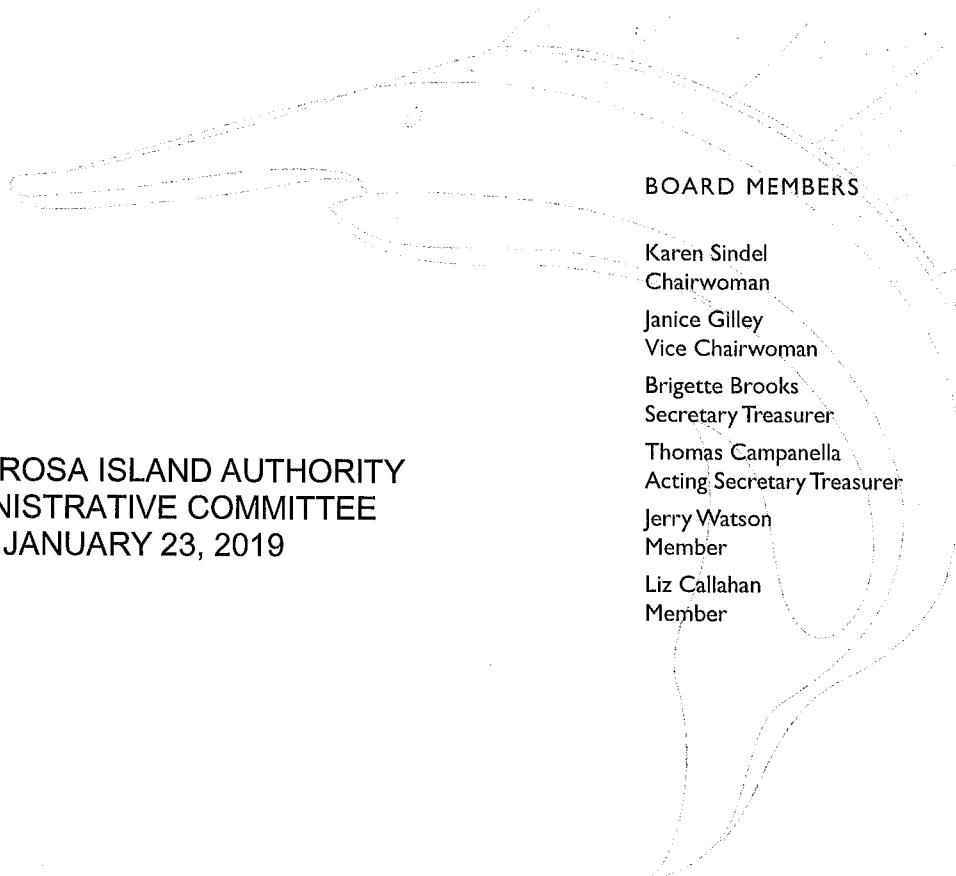 BOARD MEMBERS
Karen Sindel
Chairwoman
Janice Gilley
Vice Chairwoman
Brigette Brooks
Secretary Treasurer
Thomas Campanella
Acting Secretary Treasurer
Jerry Watson
Member
Liz Callahan
Member
ROSA ISLAND AUTHORITY
NISTRATIVE COMMITTEE
JANUARY 23, 2019